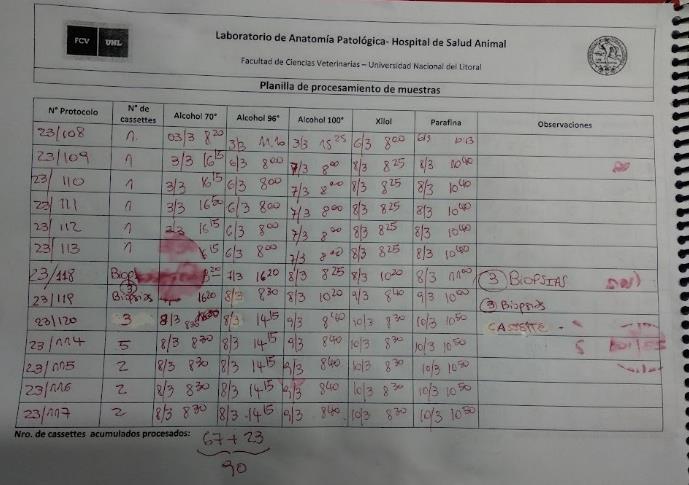 FCV UNL
Laboratorio de Anatomía Patológica- Hospital de Salud Animal
Facultad de Ciencias Veterinarias – Universidad Nacional del Litoral
Planilla de procesamiento de muestras
N° Protocolo N° de cassettes Alcohol 70° Alcohol 96° Alcohol 100° Xilol Parafina Observaciones
23/108 1. 03/3 8 20 3/3 11.20 3/3 15 25 6/3 8 00 6/3
23/109 1 3/3 16 15 6/3 8 00 7/3 8 00 8/3 8 25 8/3 10 40
23/110 1 3/3 16 15 6/3 8 00 7/3 8 00 8/3 8 25 8/3 10 40
23/111 1 3/3 6/3 8 00 7/3 8 00 8/3 8 25 8/3 10 40
23/112 1 3/3 16 15 6/3 8 00 7/3 8 00 8/3 8 25 8/3 10 40
23/113 1 15 6/3 8 00 7/3 8 00 8/3 8 25 8/3 10 40
23/118 7/3 16 20 8/3 8 25 8/3 10 20 8/3 11 00 3 BIOPSIAS
23/119 3 Biopsias 16 20 8/3 8 30 8/3 10 20 9/3 8 40 9/3 10 00 3 Biopsias
23/120 3 8/3 8 30 8/3 14 15 9/3 8 40 10/3 8 30 10/3 10 50 CASSETTE
23/114 5 8/3 8 30 8/3 14 15 9/3 8 40 10/3 8 30 10/3 10 50 5
23/115 2 8/3 8 30 8/3 14 15 9/3 8 40 10/3 8 30 10/3 10 50
23/116 2 8/3 8 30 8/3 14 15 9/3 8 40 10/3 8 30 10/3 10 50
23/117 2 8/3 8 30 8/3 14 15 9/3 8 40 10/3 8 30 10/3 10 50
Nro. de cassettes acumulados procesados: 67 + 23
90